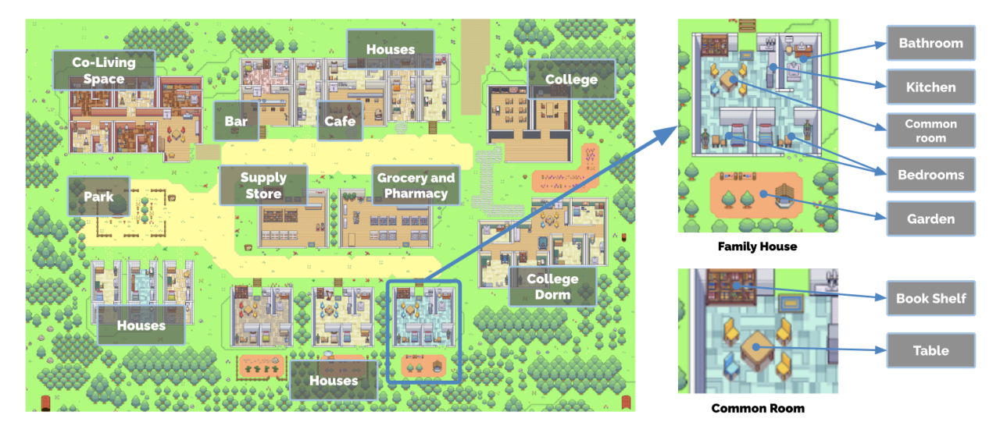 Co-Living
Space
Houses
College
Bar
Cafe
Supply
Store
Grocery and
Pharmacy
Park
College
Dorm
Houses
Houses
Bathroom
Kitchen
Common
room
Bedrooms
Garden
Family House
Book Shelf
Table
Common Room